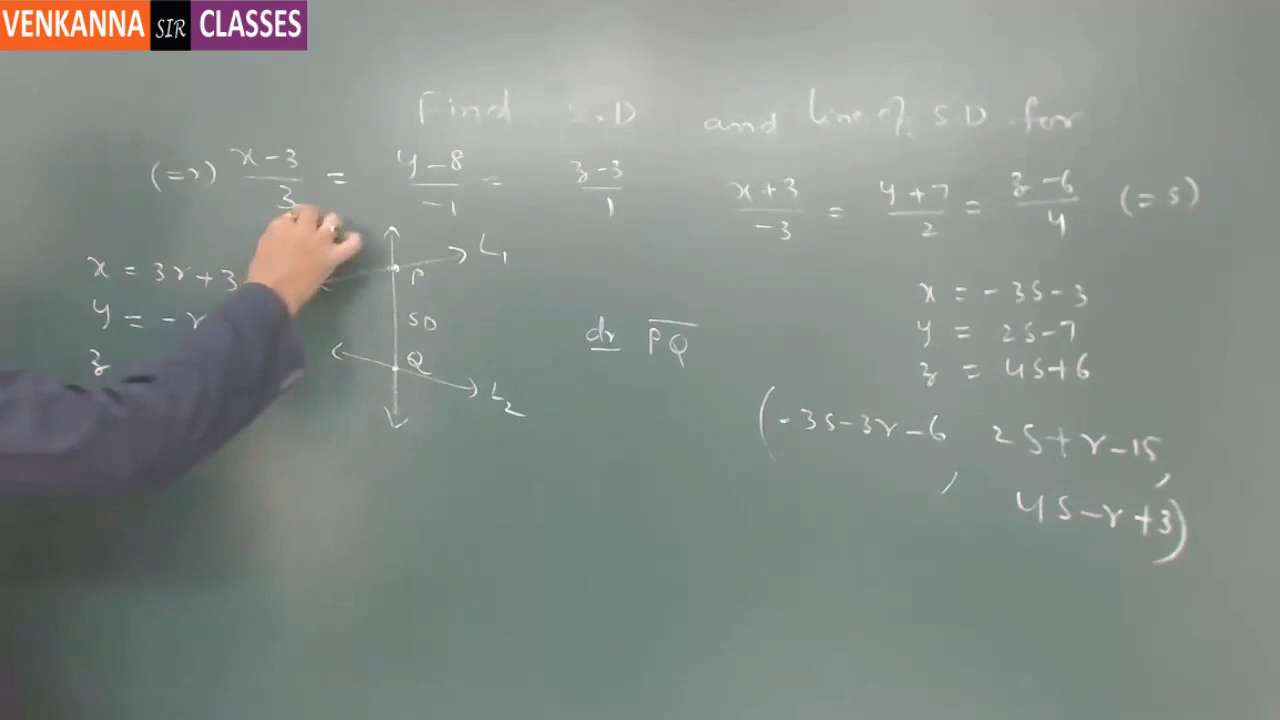 VENKANNA SIR CLASSES
Find S.D and line of S.D for
(=r) x-3/3 = y-8/-1 = z-3/1
x+3/-3 = y+7/2 = z-6/4 (=s)
x = 3r+3
y = -r
z
L1
P
SD
Q
L2
dr PQ
x = -3s-3
y = 2s-7
z = 4s+6
(-3s-3r-6, 2s+r-15,
4s-r+3)